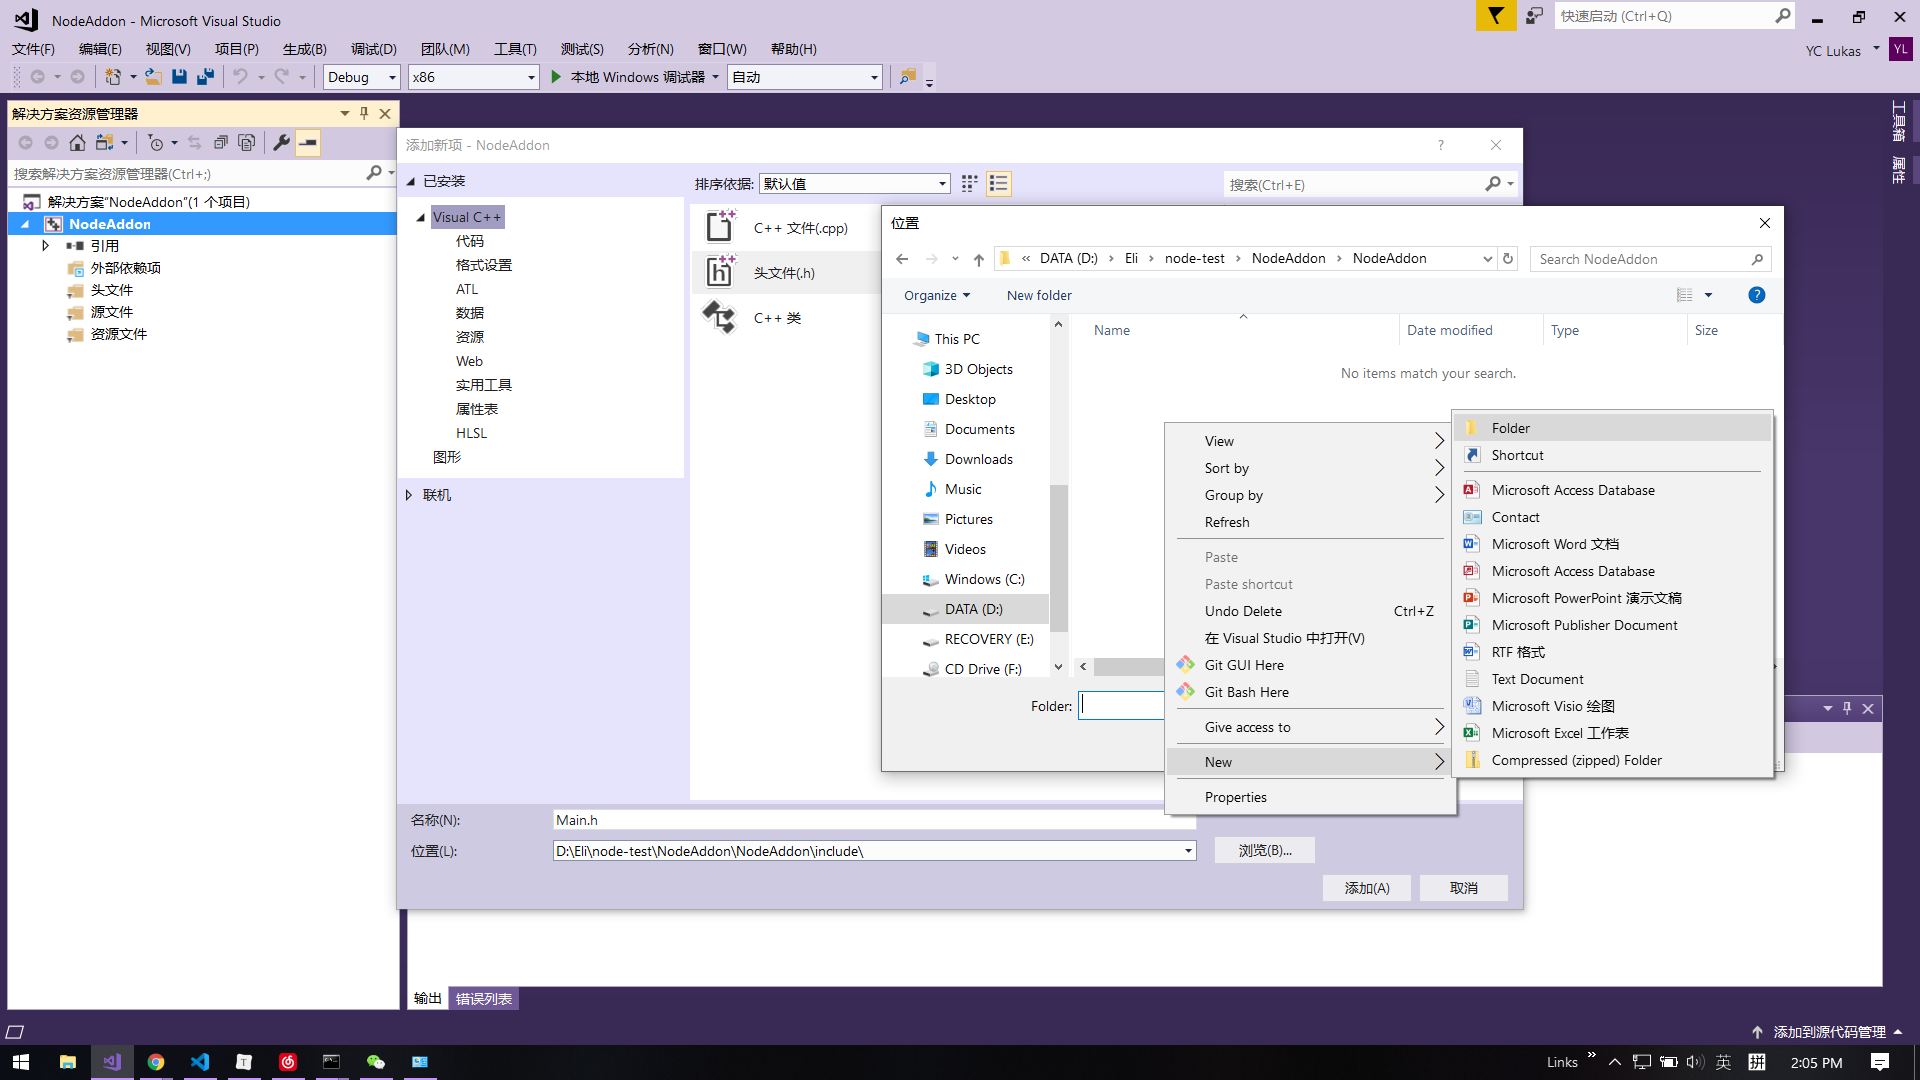 NodeAddon - Microsoft Visual Studio
快速启动 (Ctrl+Q)
文件(F) 编辑(E) 视图(V) 项目(P) 生成(B) 调试(D) 团队(M) 工具(T) 测试(S) 分析(N) 窗口(W) 帮助(H)
YC Lukas YL
Debug x86 本地 Windows 调试器 自动
解决方案资源管理器
搜索解决方案资源管理器(Ctrl+;)
解决方案"NodeAddon"(1 个项目)
NodeAddon
引用
外部依赖项
头文件
源文件
资源文件
工具箱
属性
添加新项 - NodeAddon
?
已安装
排序依据: 默认值
搜索(Ctrl+E)
Visual C++
代码
格式设置
ATL
数据
资源
Web
实用工具
属性表
HLSL
图形
联机
C++ 文件(.cpp)
头文件(.h)
C++ 类
位置
« DATA (D:) › Eli › node-test › NodeAddon › NodeAddon
Search NodeAddon
Organize New folder
?
This PC
3D Objects
Desktop
Documents
Downloads
Music
Pictures
Videos
Windows (C:)
DATA (D:)
RECOVERY (E:)
CD Drive (F:)
Name Date modified Type Size
No items match your search.
Folder:
View
Sort by
Group by
Refresh
Paste
Paste shortcut
Undo Delete Ctrl+Z
在 Visual Studio 中打开(V)
Git GUI Here
Git Bash Here
Give access to
New
Properties
Folder
Shortcut
Microsoft Access Database
Contact
Microsoft Word 文档
Microsoft Access Database
Microsoft PowerPoint 演示文稿
Microsoft Publisher Document
RTF 格式
Text Document
Microsoft Visio 绘图
Microsoft Excel 工作表
Compressed (zipped) Folder
名称(N): Main.h
位置(L): D:\Eli\node-test\NodeAddon\NodeAddon\include\
浏览(B)...
添加(A) 取消
输出 错误列表
添加到源代码管理
Links » 英 拼 2:05 PM